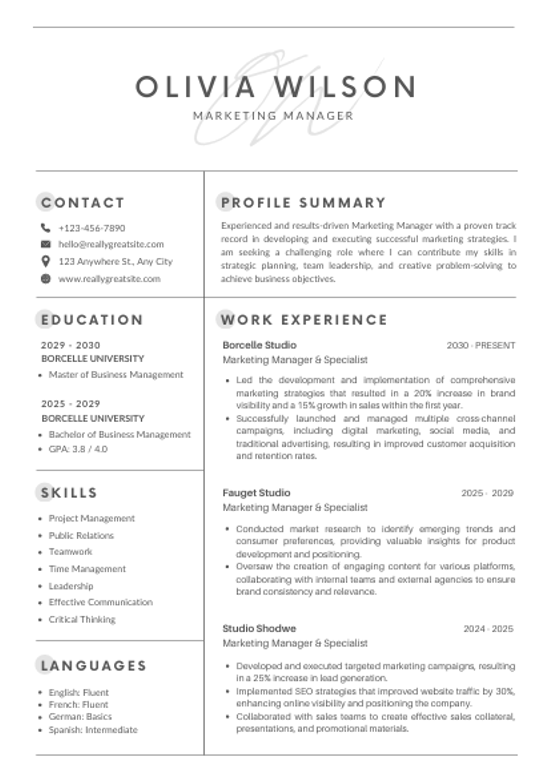 OLIVIA WILSON
MARKETING MANAGER
CONTACT
+123-456-7890
hello@reallygreatsite.com
123 Anywhere St., Any City
www.reallygreatsite.com
EDUCATION
2029 - 2030
BORCELLE UNIVERSITY
• Master of Business Management
2025 - 2029
BORCELLE UNIVERSITY
• Bachelor of Business Management
• GPA: 3.8 / 4.0
SKILLS
• Project Management
• Public Relations
• Teamwork
• Time Management
• Leadership
• Effective Communication
• Critical Thinking
LANGUAGES
• English: Fluent
• French: Fluent
• German: Basics
• Spanish: Intermediate
PROFILE SUMMARY
Experienced and results-driven Marketing Manager with a proven track
record in developing and executing successful marketing strategies. I
am seeking a challenging role where I can contribute my skills in
strategic planning, team leadership, and creative problem-solving to
achieve business objectives.
WORK EXPERIENCE
Borcelle Studio 2030 - PRESENT
Marketing Manager & Specialist
• Led the development and implementation of comprehensive
marketing strategies that resulted in a 20% increase in brand
visibility and a 15% growth in sales within the first year.
• Successfully launched and managed multiple cross-channel
campaigns, including digital marketing, social media, and
traditional advertising, resulting in improved customer acquisition
and retention rates.
Fauget Studio 2025 - 2029
Marketing Manager & Specialist
• Conducted market research to identify emerging trends and
consumer preferences, providing valuable insights for product
development and positioning.
• Oversaw the creation of engaging content for various platforms,
collaborating with internal teams and external agencies to ensure
brand consistency and relevance.
Studio Shodwe 2024 - 2025
Marketing Manager & Specialist
• Developed and executed targeted marketing campaigns, resulting
in a 25% increase in lead generation.
• Implemented SEO strategies that improved website traffic by 30%,
enhancing online visibility and positioning the company.
• Collaborated with sales teams to create effective sales collateral,
presentations, and promotional materials.